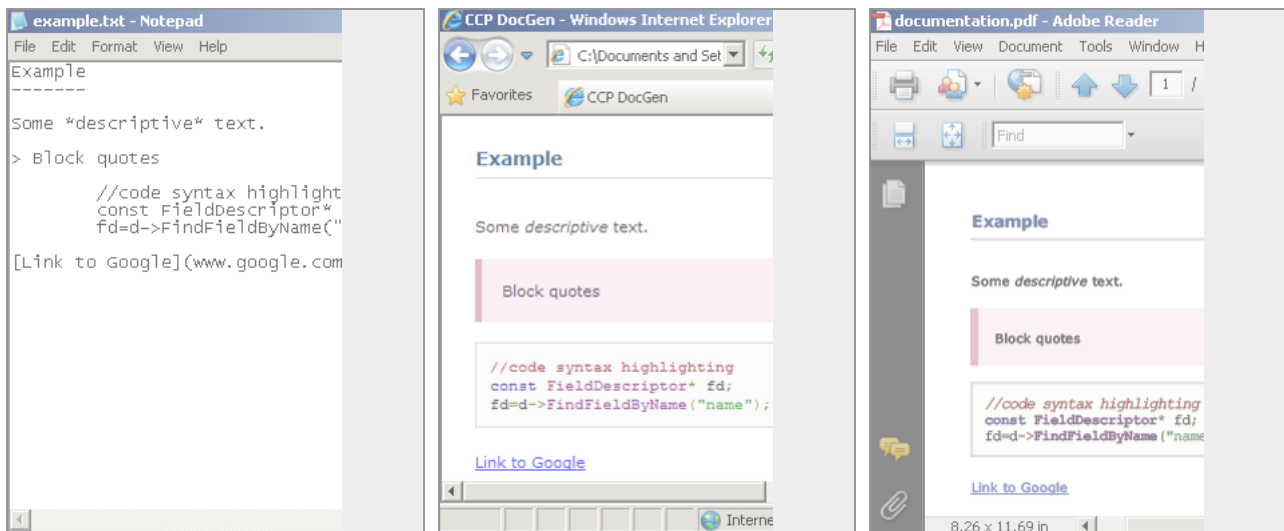 example.txt - Notepad
File Edit Format View Help
Example
-------
Some *descriptive* text.
> Block quotes
//code syntax highlight
const FieldDescriptor*
fd=d->FindFieldByName("
[Link to Google](www.google.com
CCP DocGen - Windows Internet Explorer
C:\Documents and Set
Favorites
CCP DocGen
Example
Some descriptive text.
Block quotes
//code syntax highlighting
const FieldDescriptor* fd;
fd=d->FindFieldByName("name");
Link to Google
Interne
documentation.pdf - Adobe Reader
File Edit View Document Tools Window H
1 /
Find
Example
Some descriptive text.
Block quotes
//code syntax highlighting
const FieldDescriptor* fd;
fd=d->FindFieldByName("name
Link to Google
8.26 x 11.69 in